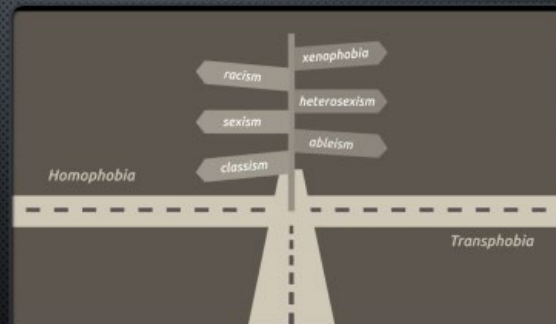 xenophobia
racism
heterosexism
sexism
ableism
classism
Homophobia
Transphobia